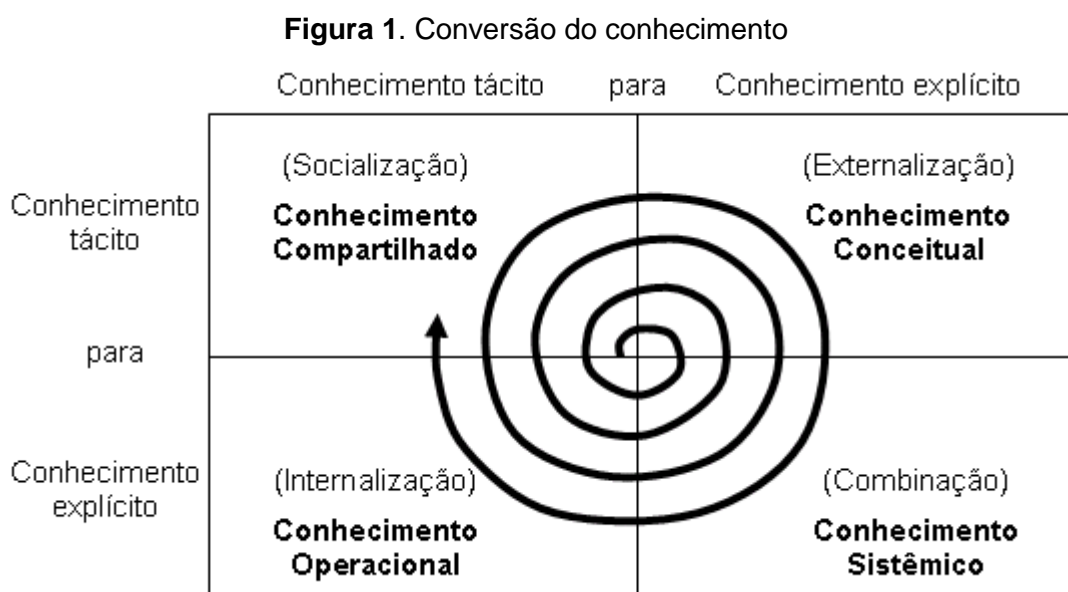 Figura 1. Conversão do conhecimento
Conhecimento tácito para Conhecimento explícito
(Socialização) (Externalização)
Conhecimento Compartilhado
Conhecimento Conceitual
Conhecimento tácito
para
Conhecimento explícito
(Internalização) (Combinação)
Conhecimento Operacional
Conhecimento Sistêmico